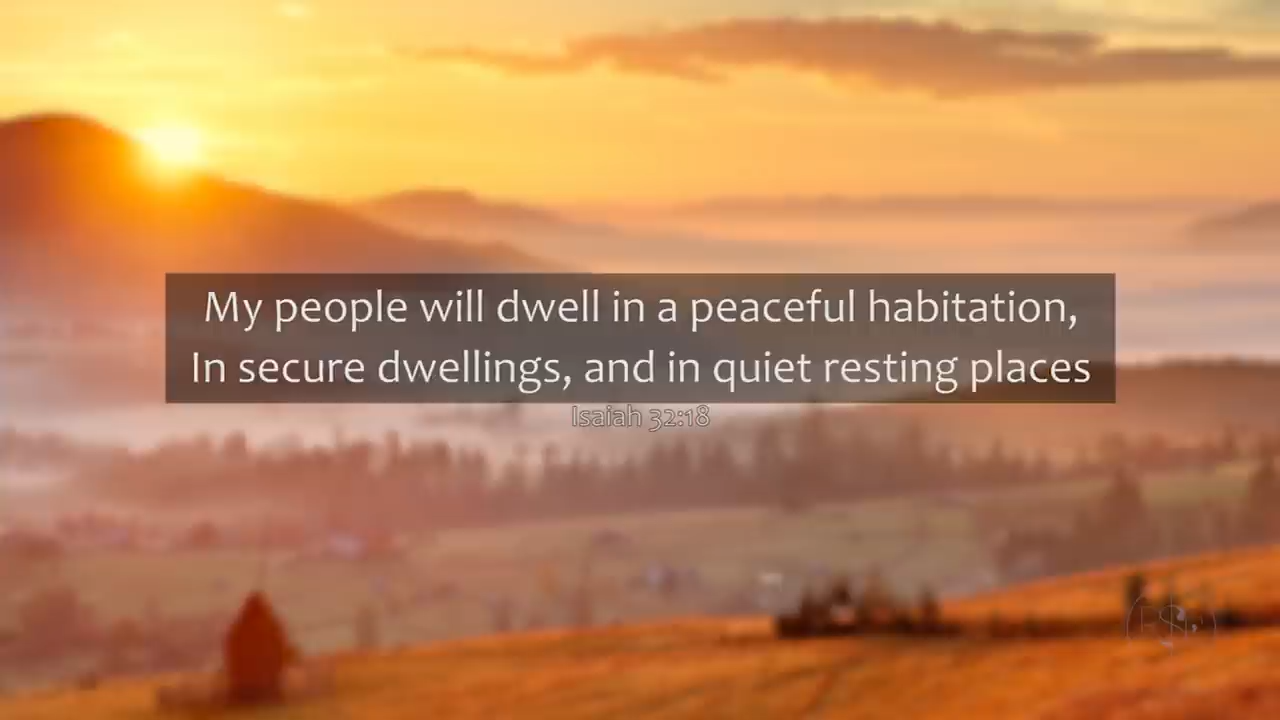 My people will dwell in a peaceful habitation,
In secure dwellings, and in quiet resting places
Isaiah 32:18